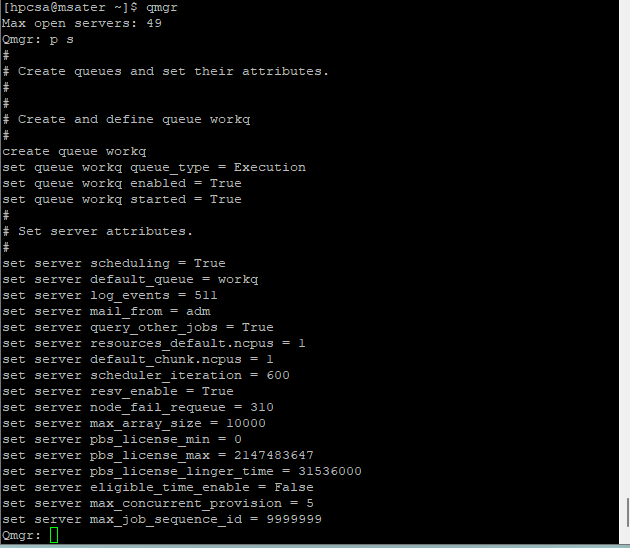 [hpcsa@msater ~]$ qmgr
Max open servers: 49
Qmgr: p s
#
# Create queues and set their attributes.
#
#
# Create and define queue workq
#
create queue workq
set queue workq queue_type = Execution
set queue workq enabled = True
set queue workq started = True
#
# Set server attributes.
#
set server scheduling = True
set server default_queue = workq
set server log_events = 511
set server mail_from = adm
set server query_other_jobs = True
set server resources_default.ncpus = 1
set server default_chunk.ncpus = 1
set server scheduler_iteration = 600
set server resv_enable = True
set server node_fail_requeue = 310
set server max_array_size = 10000
set server pbs_license_min = 0
set server pbs_license_max = 2147483647
set server pbs_license_linger_time = 31536000
set server eligible_time_enable = False
set server max_concurrent_provision = 5
set server max_job_sequence_id = 9999999
Qmgr: